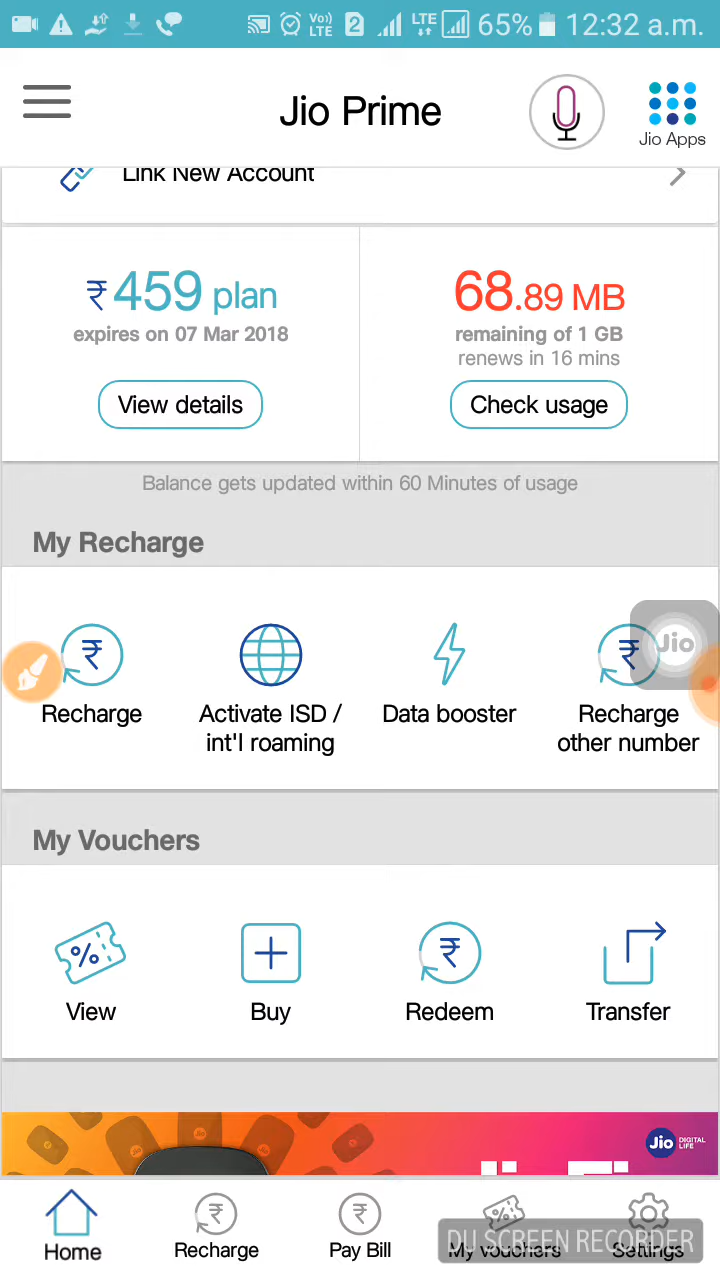 Vo))
LTE
2
LTE
65%
12:32 a.m.
Jio Prime
Jio Apps
Link New Account
₹ 459 plan
expires on 07 Mar 2018
View details
68.89 MB
remaining of 1 GB
renews in 16 mins
Check usage
Balance gets updated within 60 Minutes of usage
My Recharge
Jio
Recharge
Activate ISD /
int'l roaming
Data booster
Recharge
other number
My Vouchers
View
Buy
Redeem
Transfer
Jio DIGITAL
LIFE
Home
Recharge
Pay Bill
My vouchers
Settings
DU SCREEN RECORDER